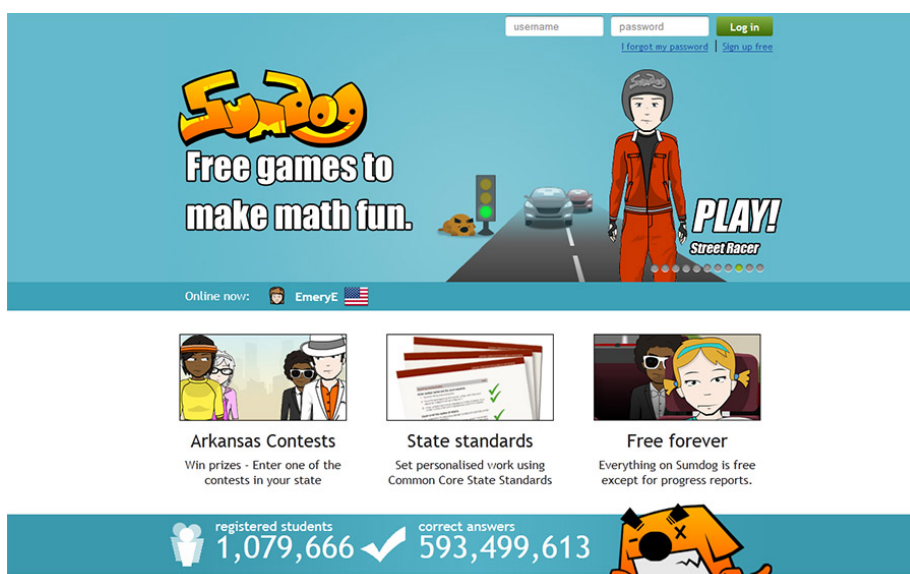 username
password
Log in
I forgot my password
Sign up free
Sumdog
Sumdog
Free games to
make math fun.
PLAY!
Street Racer
Online now:
EmeryE
Arkansas Contests
Win prizes - Enter one of the
contests in your state
State standards
Set personalised work using
Common Core State Standards
Free forever
Everything on Sumdog is free
except for progress reports.
registered students
1,079,666
correct answers
593,499,613